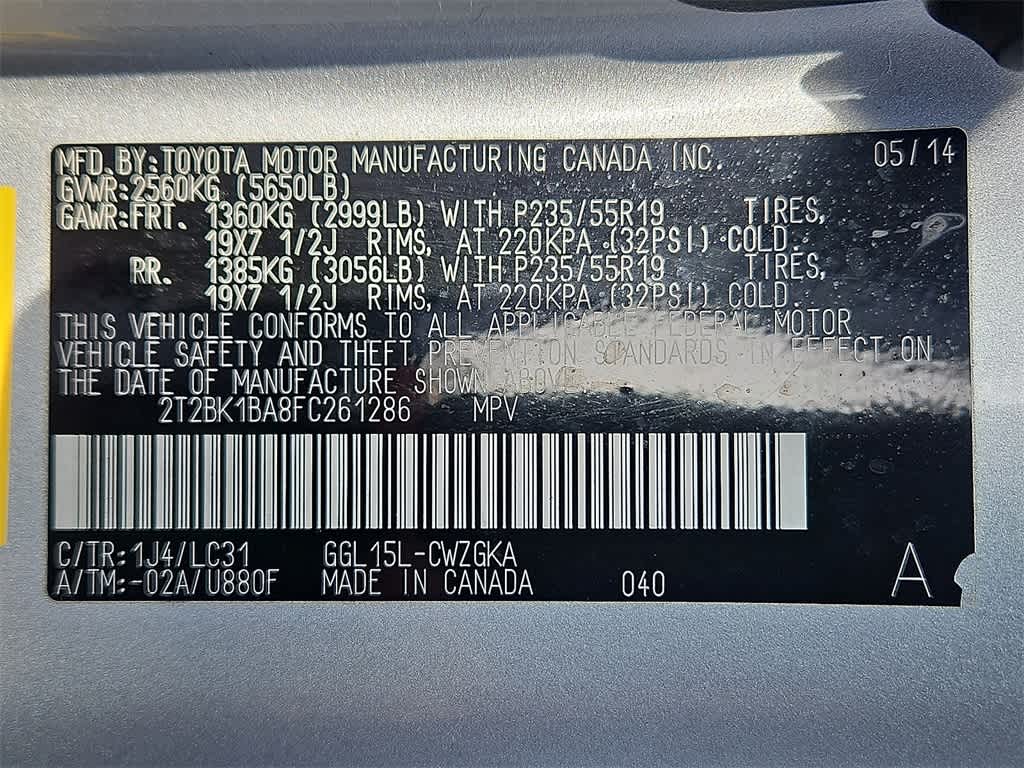 MFD. BY: TOYOTA MOTOR MANUFACTURING CANADA INC. 05/14
GVWR: 2560KG (5650LB)
GAWR: FRT. 1360KG (2999LB) WITH P235/55R19 TIRES,
19X7 1/2J RIMS, AT 220KPA (32PSI) COLD.
RR. 1385KG (3056LB) WITH P235/55R19 TIRES,
19X7 1/2J RIMS, AT 220KPA (32PSI) COLD.
THIS VEHICLE CONFORMS TO ALL APPLICABLE FEDERAL MOTOR
VEHICLE SAFETY AND THEFT PREVENTION STANDARDS IN EFFECT ON
THE DATE OF MANUFACTURE SHOWN ABOVE.
2T2BK1BA8FC261286 MPV
C/TR: 1J4/LC31 GGL15L-CWZGKA
A/TM: -02A/U880F MADE IN CANADA 040 A